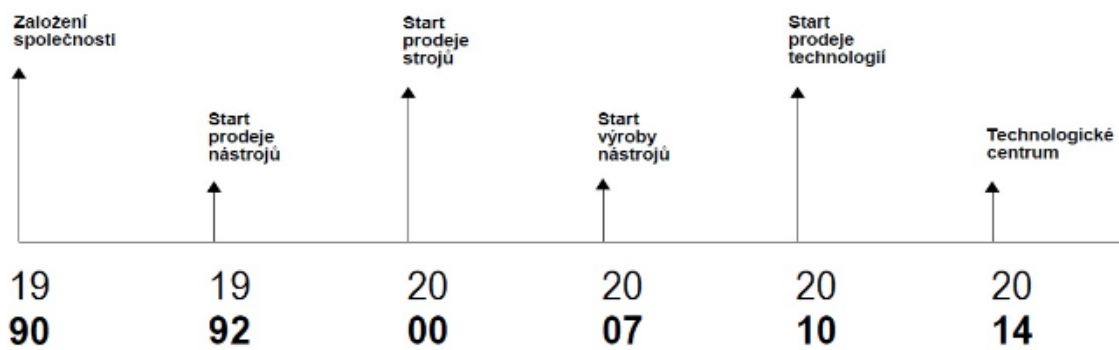 Založení
společnosti
Start
prodeje
nástrojů
Start
prodeje
strojů
Start
výroby
nástrojů
Start
prodeje
technologií
Technologické
centrum
19
90
19
92
20
00
20
07
20
10
20
14